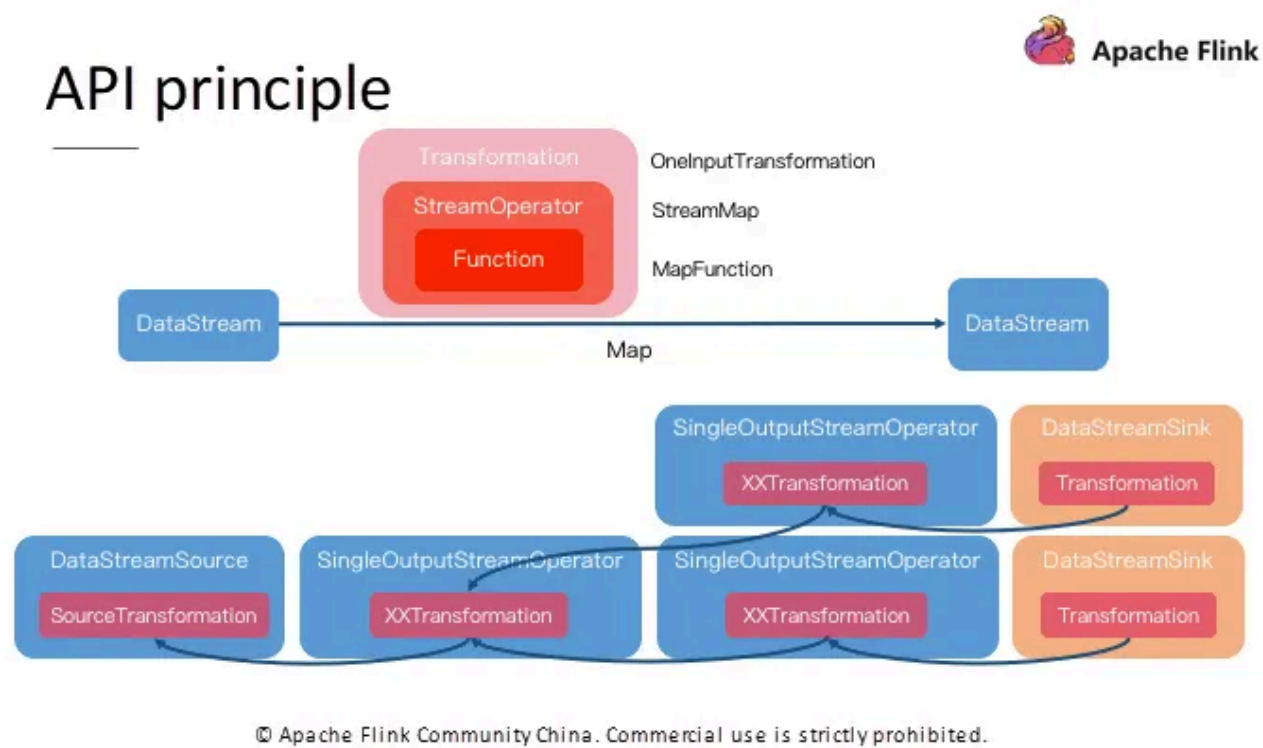 Apache Flink
API principle
Transformation
OneInputTransformation
StreamOperator
StreamMap
Function
MapFunction
DataStream
DataStream
Map
SingleOutputStreamOperator
DataStreamSink
XXTransformation
Transformation
DataStreamSource
SingleOutputStreamOperator
SingleOutputStreamOperator
DataStreamSink
SourceTransformation
XXTransformation
XXTransformation
Transformation
© Apache Flink Community China. Commercial use is strictly prohibited.